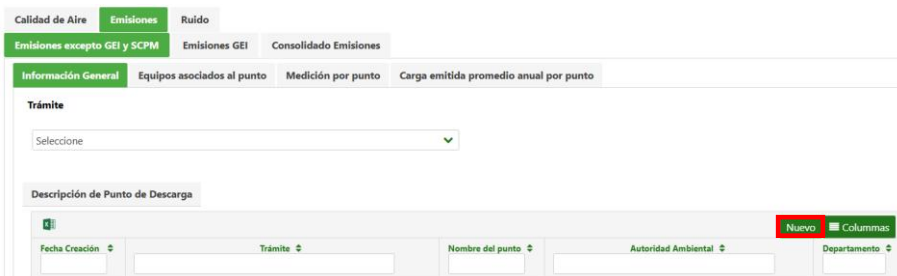 Calidad de Aire Emisiones Ruido
Emisiones excepto GEI y SCPM Emisiones GEI Consolidado Emisiones
Información General Equipos asociados al punto Medición por punto Carga emitida promedio anual por punto
Trámite
Seleccione
Descripción de Punto de Descarga
Nuevo Columnas
Fecha Creación Trámite Nombre del punto Autoridad Ambiental Departamento